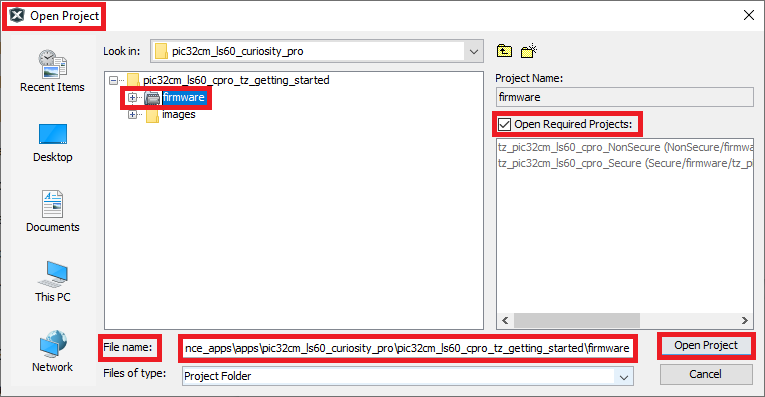 Open Project
Look in:
pic32cm_ls60_curiosity_pro
Recent Items
Desktop
Documents
This PC
Network
pic32cm_ls60_cpro_tz_getting_started
firmware
images
Project Name:
firmware
Open Required Projects:
tz_pic32cm_ls60_cpro_NonSecure (NonSecure/firmw
tz_pic32cm_ls60_cpro_Secure (Secure/firmware/tz_pi
File name:
nce_apps\apps\pic32cm_ls60_curiosity_pro\pic32cm_ls60_cpro_tz_getting_started\firmware
Open Project
Files of type:
Project Folder
Cancel